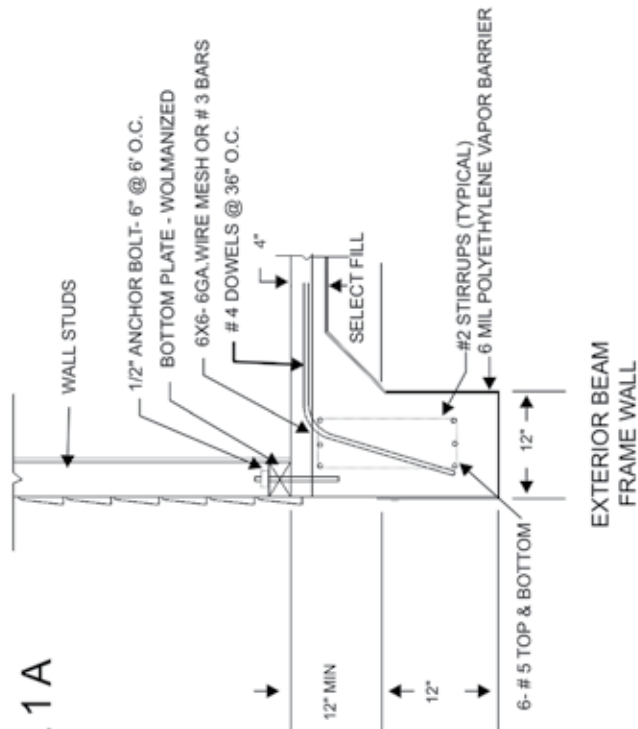 1 A
WALL STUDS
1/2" ANCHOR BOLT- 6" @ 6' O.C.
BOTTOM PLATE - WOLMANIZED
6X6- 6GA.WIRE MESH OR # 3 BARS
# 4 DOWELS @ 36" O.C.
4"
SELECT FILL
#2 STIRRUPS (TYPICAL)
6 MIL POLYETHYLENE VAPOR BARRIER
12" MIN
12"
12"
6- # 5 TOP & BOTTOM
EXTERIOR BEAM
FRAME WALL